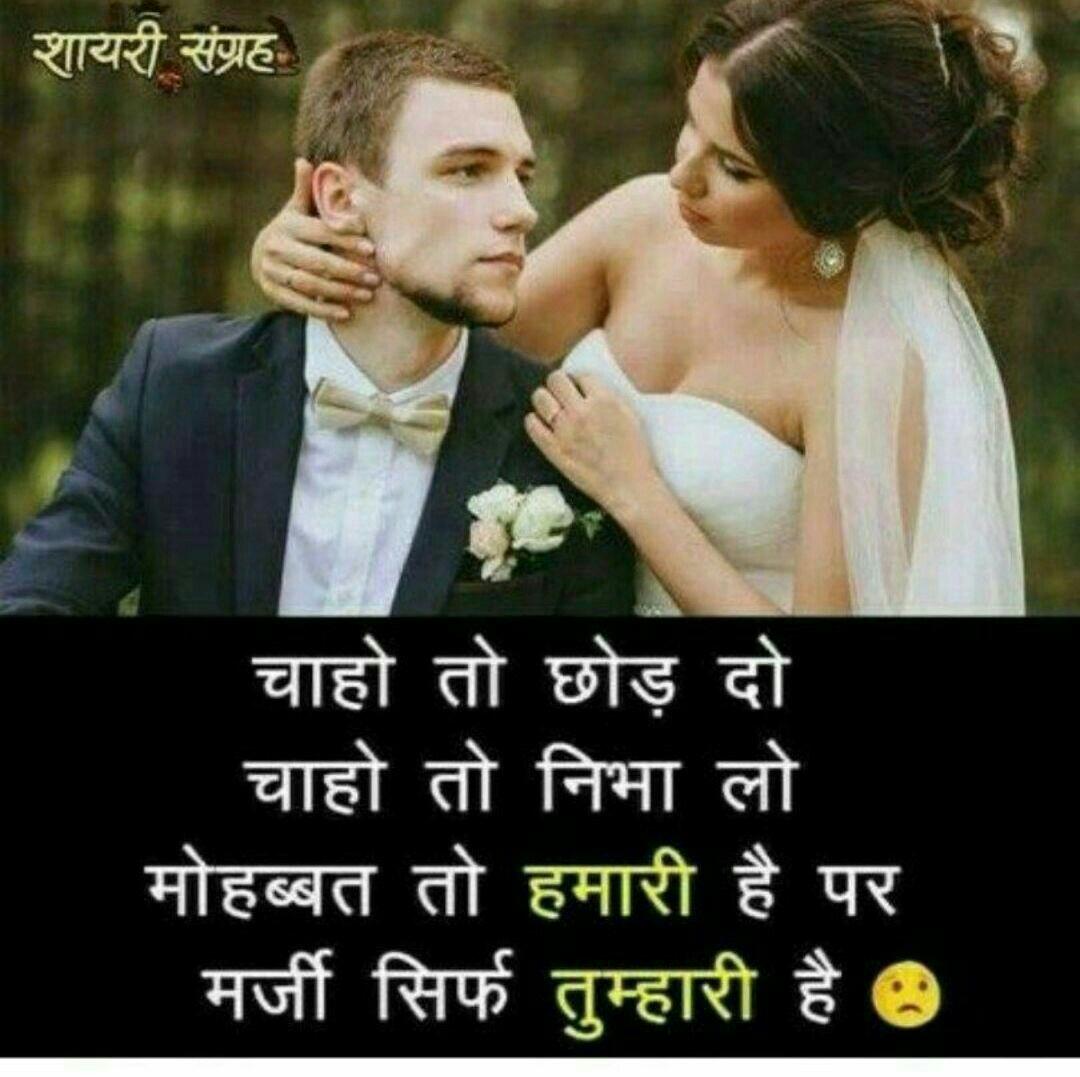 शायरी संग्रह
चाहो तो छोड़ दो
चाहो तो निभा लो
मोहब्बत तो हमारी है पर
मर्जी सिर्फ तुम्हारी है 🙁